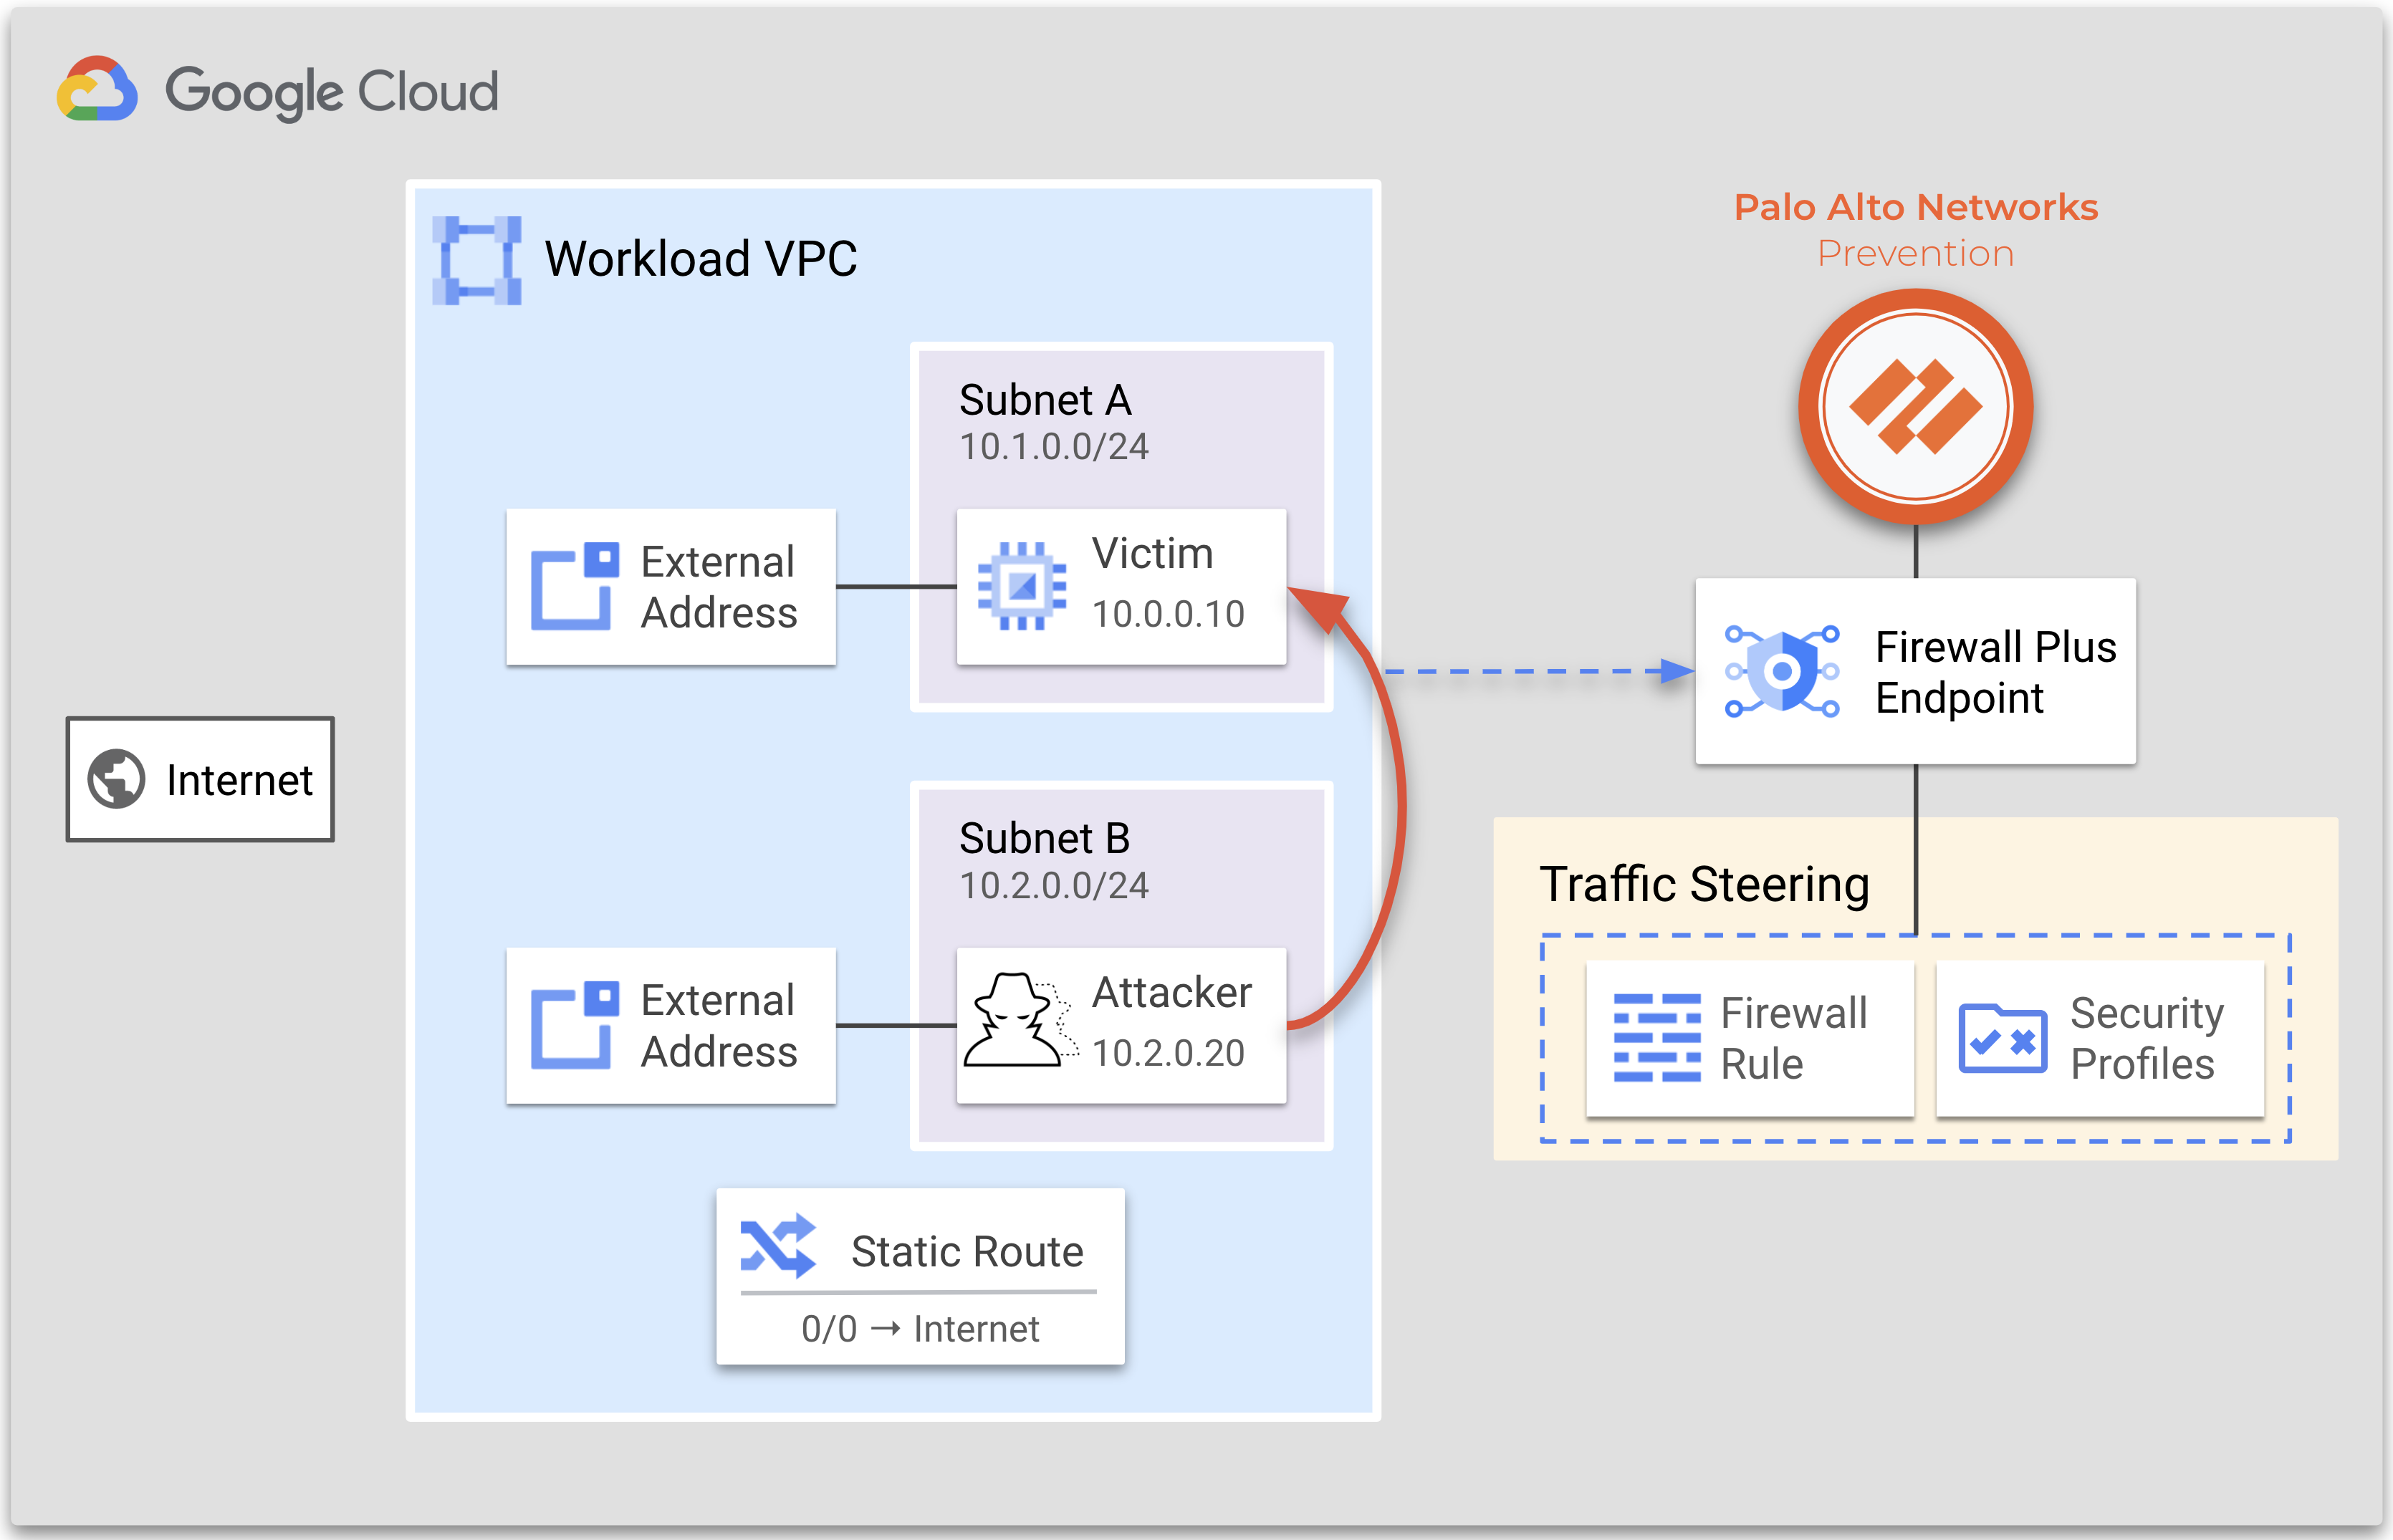 Google Cloud
Workload VPC
Subnet A
10.1.0.0/24
External
Address
Victim
10.0.0.10
Internet
Subnet B
10.2.0.0/24
External
Address
Attacker
10.2.0.20
Static Route
0/0 → Internet
Palo Alto Networks
Prevention
Firewall Plus
Endpoint
Traffic Steering
Firewall
Rule
Security
Profiles